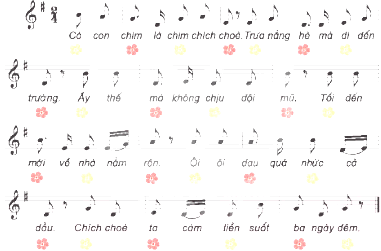 Có con chim là chim chích choè. Trưa nắng hè mà đi đến
trường. Ấy thế mà không chịu đội mũ. Tối đến
mới về nhà nằm rên. Ôi ôi đau quá nhức cả
đầu. Chích choè ta cảm liền suốt ba ngày đêm.